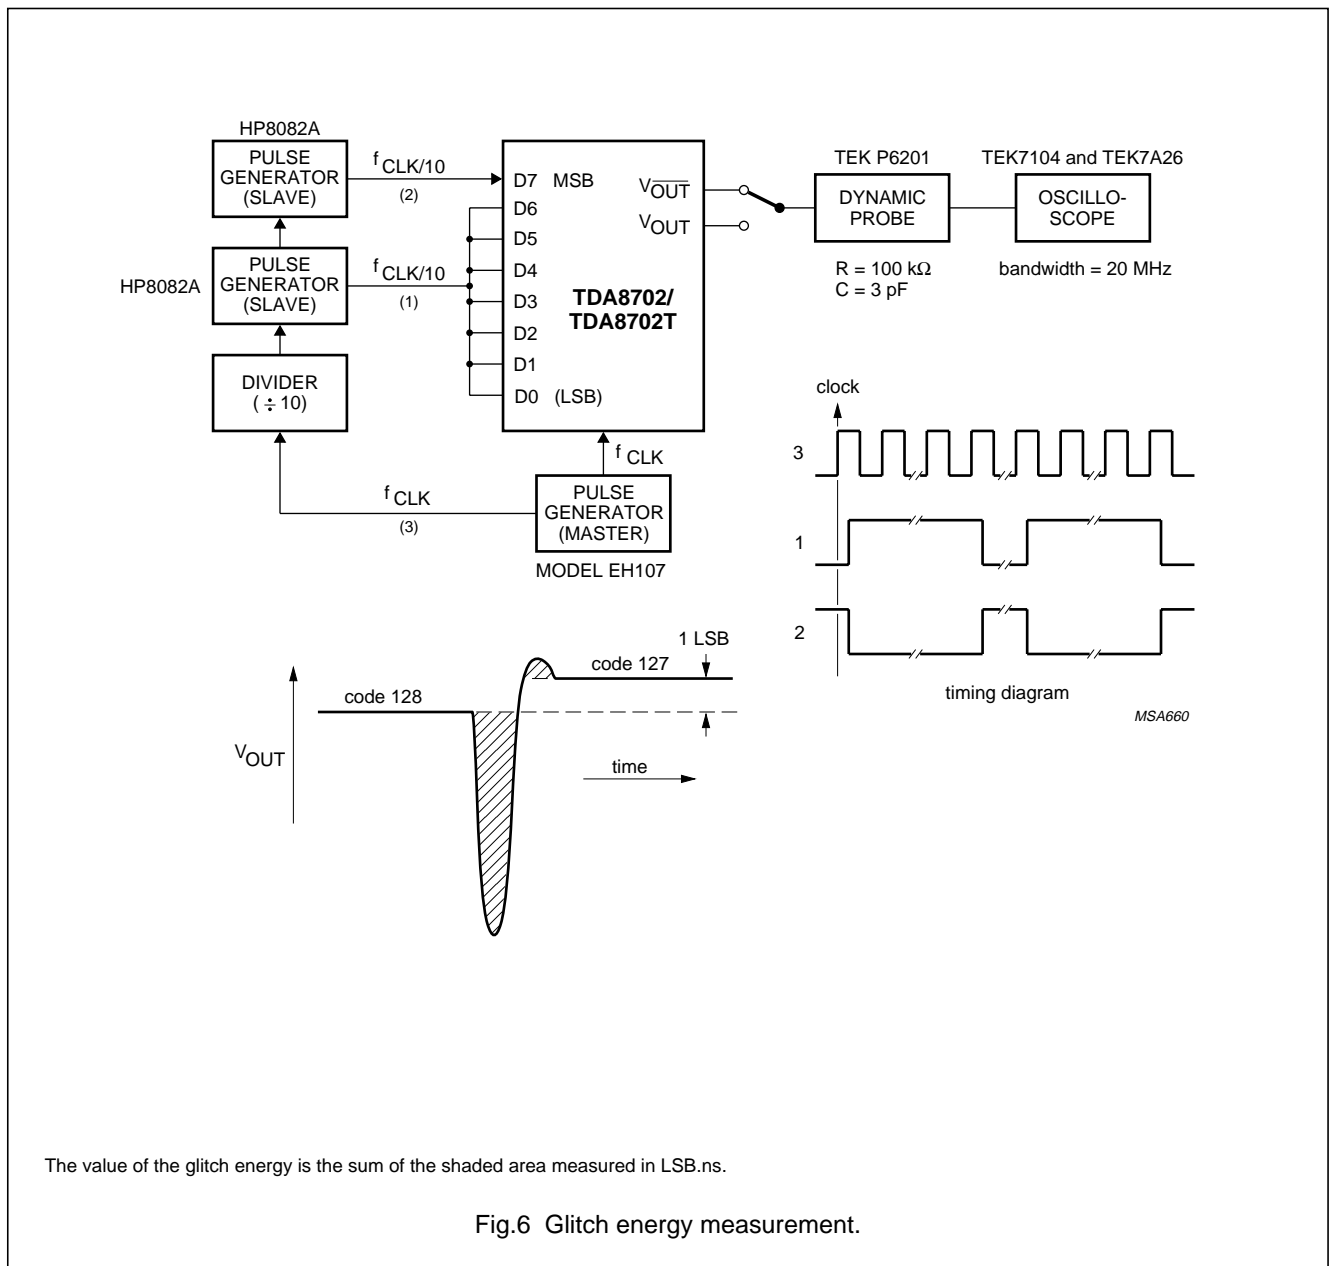 HP8082A
PULSE
GENERATOR
(SLAVE)
f CLK/10
(2)
HP8082A
PULSE
GENERATOR
(SLAVE)
f CLK/10
(1)
DIVIDER
( ÷ 10)
f CLK
(3)
D7 MSB
D6
D5
D4
D3
D2
D1
D0 (LSB)
TDA8702/
TDA8702T
VOUT
VOUT
f CLK
PULSE
GENERATOR
(MASTER)
MODEL EH107
TEK P6201
DYNAMIC
PROBE
R = 100 kΩ
C = 3 pF
TEK7104 and TEK7A26
OSCILLO-
SCOPE
bandwidth = 20 MHz
clock
3
1
2
timing diagram
MSA660
1 LSB
code 127
code 128
VOUT
time
The value of the glitch energy is the sum of the shaded area measured in LSB.ns.
Fig.6 Glitch energy measurement.